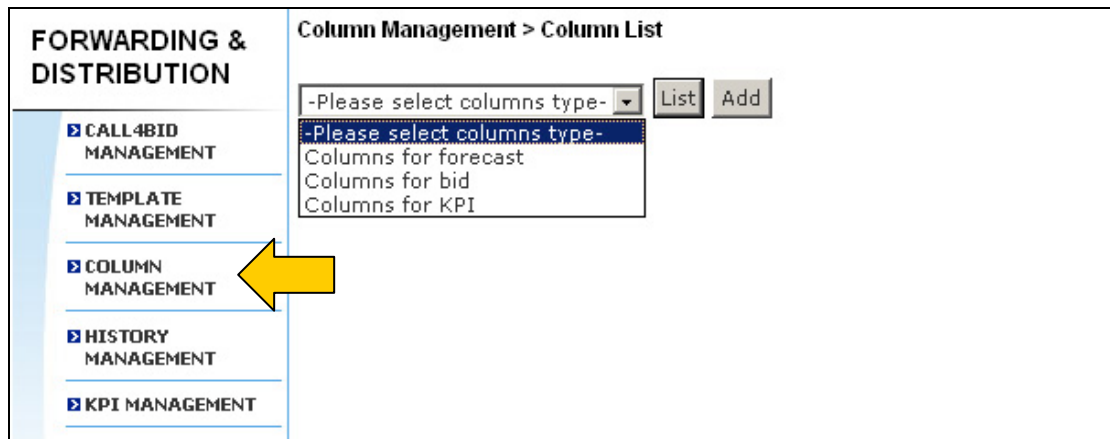 FORWARDING &
DISTRIBUTION
CALL4BID
MANAGEMENT
TEMPLATE
MANAGEMENT
COLUMN
MANAGEMENT
HISTORY
MANAGEMENT
KPI MANAGEMENT
Column Management > Column List
-Please select columns type- List Add
-Please select columns type-
Columns for forecast
Columns for bid
Columns for KPI